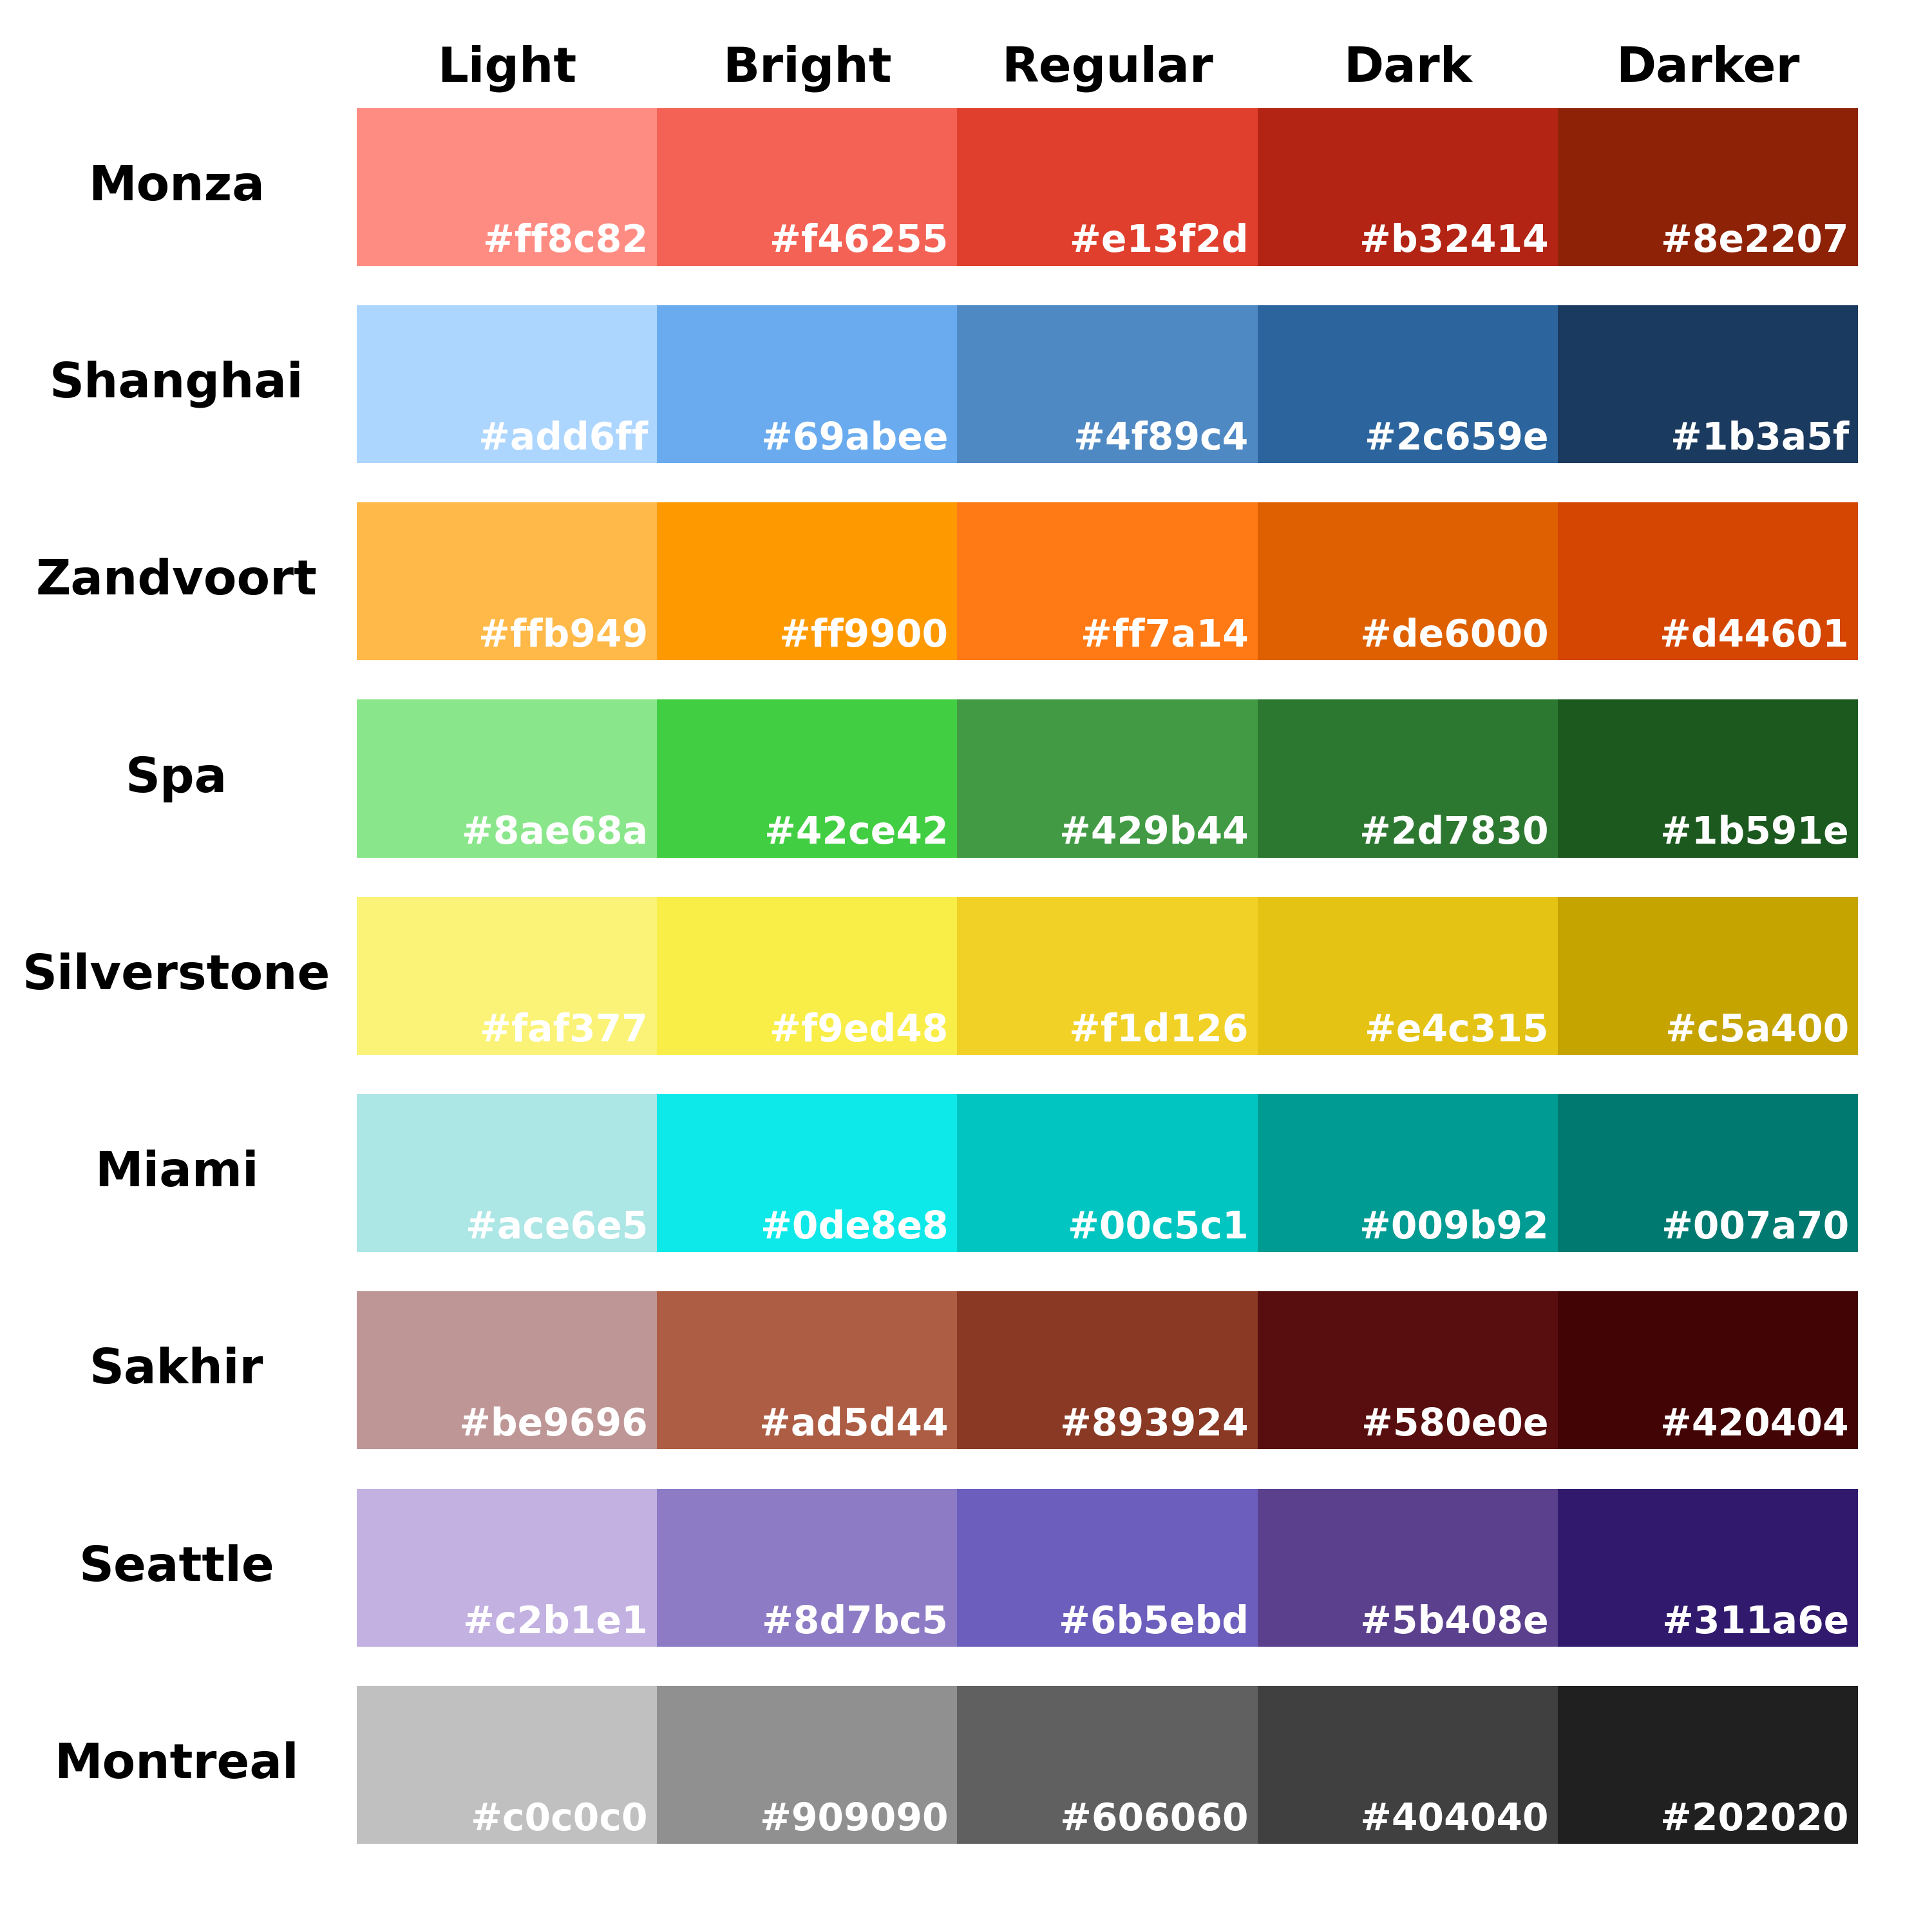 Light Bright Regular Dark Darker
Monza #ff8c82 #f46255 #e13f2d #b32414 #8e2207
Shanghai #add6ff #69abee #4f89c4 #2c659e #1b3a5f
Zandvoort #ffb949 #ff9900 #ff7a14 #de6000 #d44601
Spa #8ae68a #42ce42 #429b44 #2d7830 #1b591e
Silverstone #faf377 #f9ed48 #f1d126 #e4c315 #c5a400
Miami #ace6e5 #0de8e8 #00c5c1 #009b92 #007a70
Sakhir #be9696 #ad5d44 #893924 #580e0e #420404
Seattle #c2b1e1 #8d7bc5 #6b5ebd #5b408e #311a6e
Montreal #c0c0c0 #909090 #606060 #404040 #202020